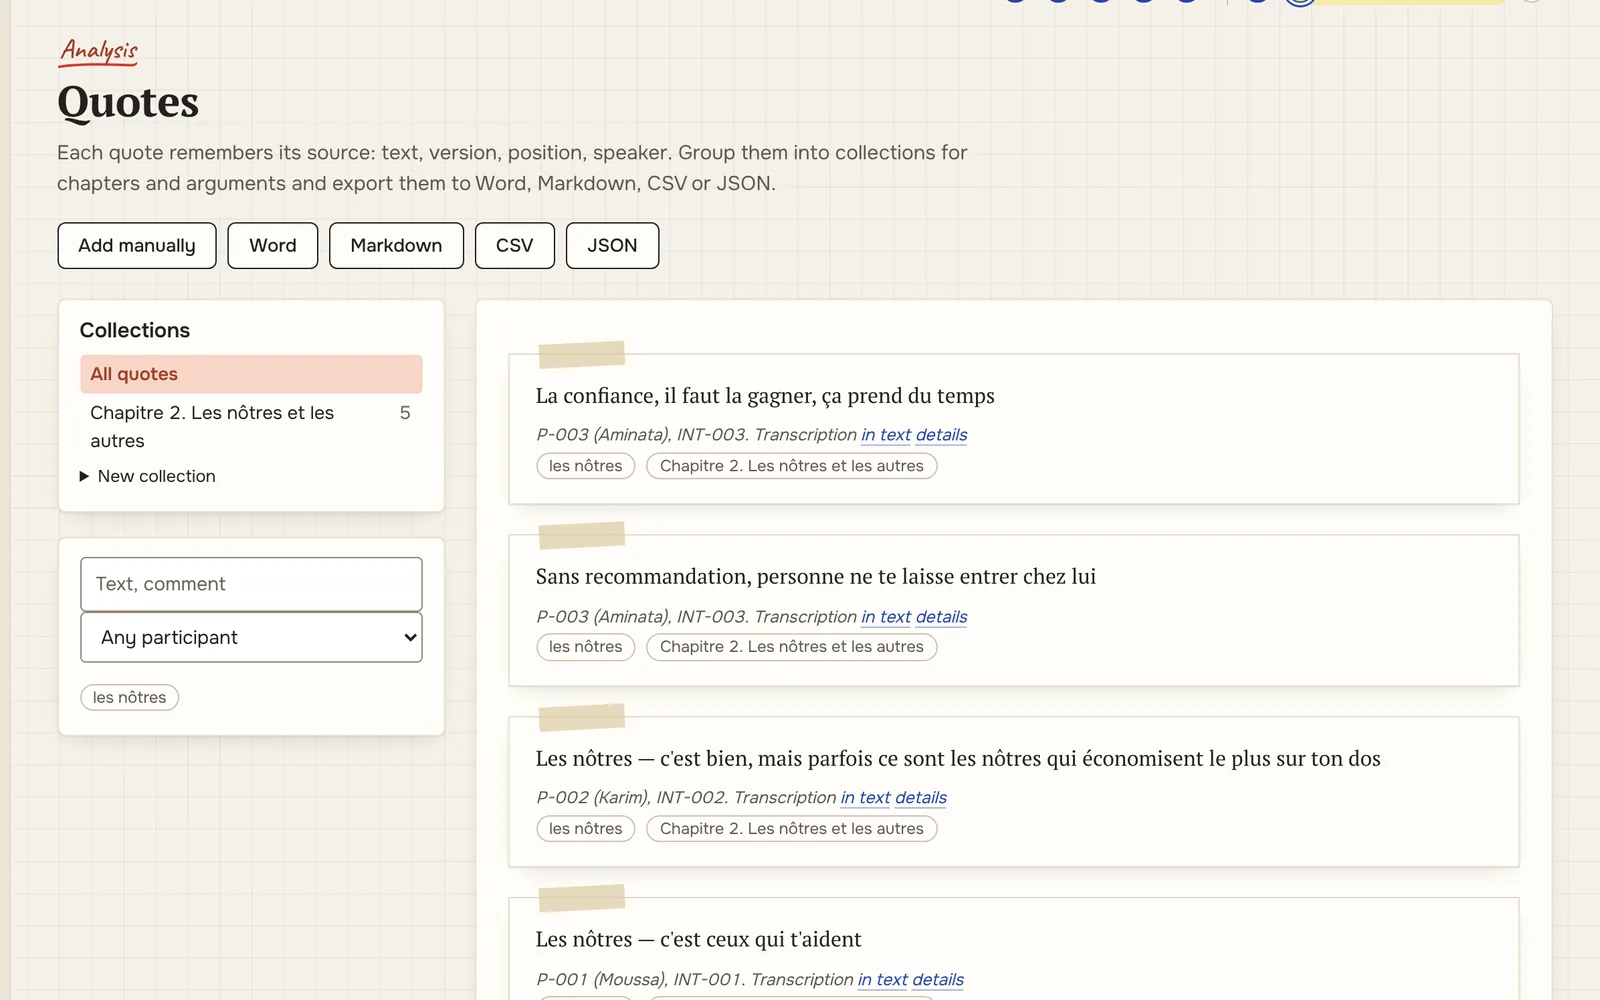 Analysis
Quotes
Each quote remembers its source: text, version, position, speaker. Group them into collections for
chapters and arguments and export them to Word, Markdown, CSV or JSON.
Add manually
Word
Markdown
CSV
JSON
Collections
All quotes
Chapitre 2. Les nôtres et les autres 5
New collection
Text, comment
Any participant
les nôtres
La confiance, il faut la gagner, ça prend du temps
P-003 (Aminata), INT-003. Transcription in text details
les nôtres Chapitre 2. Les nôtres et les autres
Sans recommandation, personne ne te laisse entrer chez lui
P-003 (Aminata), INT-003. Transcription in text details
les nôtres Chapitre 2. Les nôtres et les autres
Les nôtres — c'est bien, mais parfois ce sont les nôtres qui économisent le plus sur ton dos
P-002 (Karim), INT-002. Transcription in text details
les nôtres Chapitre 2. Les nôtres et les autres
Les nôtres — c'est ceux qui t'aident
P-001 (Moussa), INT-001. Transcription in text details